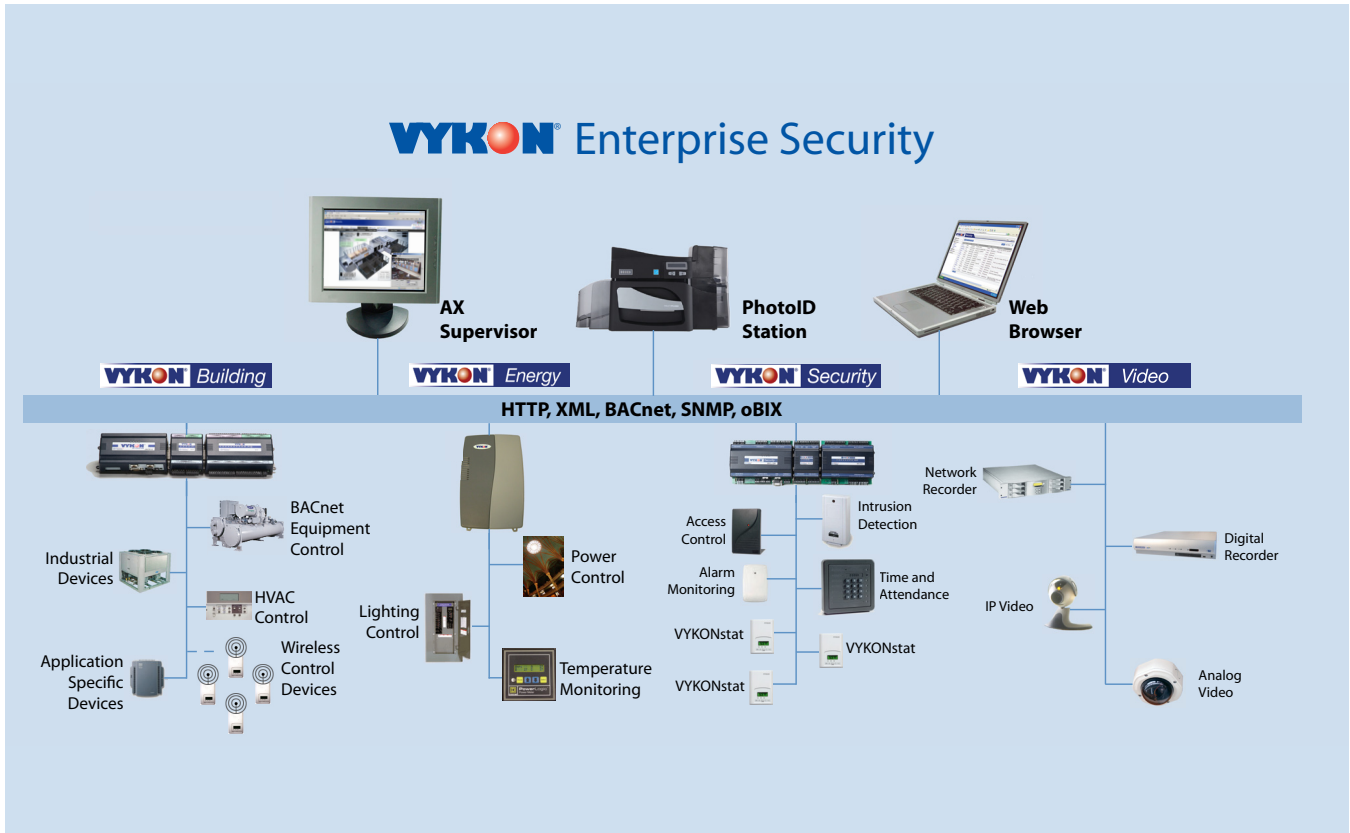 VYKON® Enterprise Security
AX
Supervisor
PhotoID
Station
Web
Browser
VYKON® Building
VYKON® Energy
VYKON® Security
VYKON® Video
HTTP, XML, BACnet, SNMP, oBIX
BACnet
Equipment
Control
Industrial
Devices
HVAC
Control
Application
Specific
Devices
Wireless
Control
Devices
Power
Control
Lighting
Control
Temperature
Monitoring
PowerLogic
Access
Control
Intrusion
Detection
Alarm
Monitoring
Time and
Attendance
VYKONstat
VYKONstat
VYKONstat
Network
Recorder
Digital
Recorder
IP Video
Analog
Video